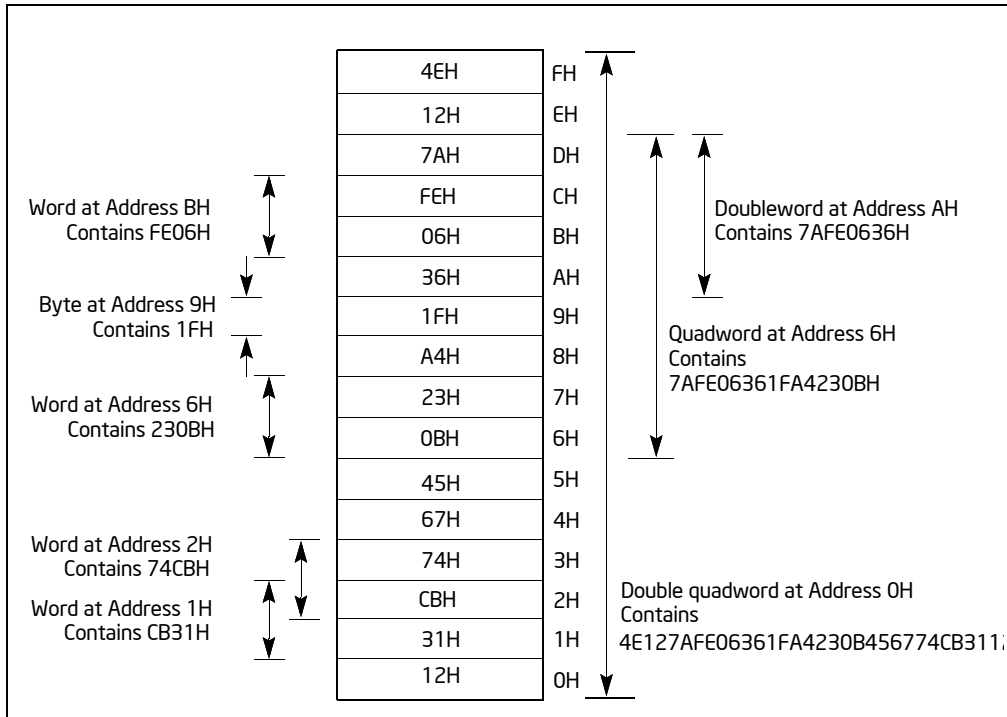 4EH FH
12H EH
7AH DH
FEH CH
06H BH
36H AH
1FH 9H
A4H 8H
23H 7H
0BH 6H
45H 5H
67H 4H
74H 3H
CBH 2H
31H 1H
12H 0H
Word at Address BH
Contains FE06H
Byte at Address 9H
Contains 1FH
Word at Address 6H
Contains 230BH
Word at Address 2H
Contains 74CBH
Word at Address 1H
Contains CB31H
Doubleword at Address AH
Contains 7AFE0636H
Quadword at Address 6H
Contains
7AFE06361FA4230BH
Double quadword at Address 0H
Contains
4E127AFE06361FA4230B456774CB311